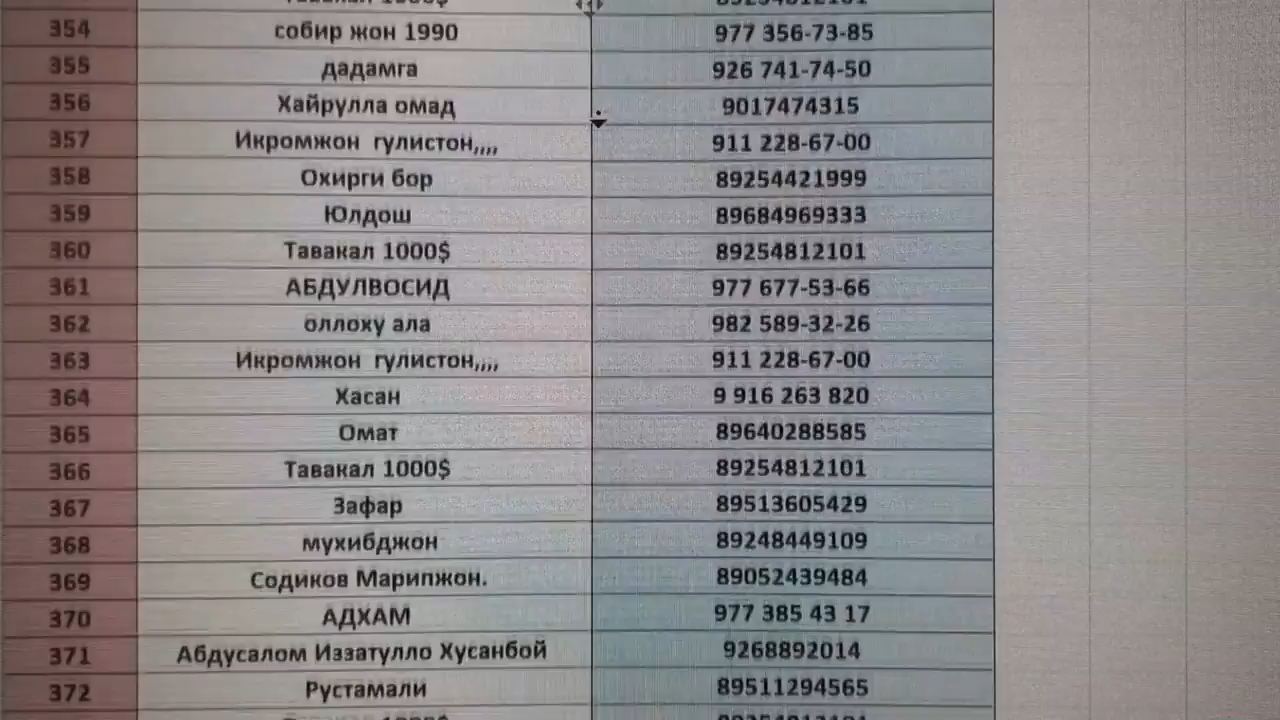 354 собир жон 1990 977 356-73-85
355 дадамга 926 741-74-50
356 Хайрулла омад 9017474315
357 Икромжон гулистон,,,, 911 228-67-00
358 Охирги бор 89254421999
359 Юлдош 89684969333
360 Тавакал 1000$ 89254812101
361 АБДУЛВОСИД 977 677-53-66
362 оллоху ала 982 589-32-26
363 Икромжон гулистон,,,, 911 228-67-00
364 Хасан 9 916 263 820
365 Омат 89640288585
366 Тавакал 1000$ 89254812101
367 Зафар 89513605429
368 мухибджон 89248449109
369 Содиков Марипжон. 89052439484
370 АДХАМ 977 385 43 17
371 Абдусалом Иззатулло Хусанбой 9268892014
372 Рустамали 89511294565